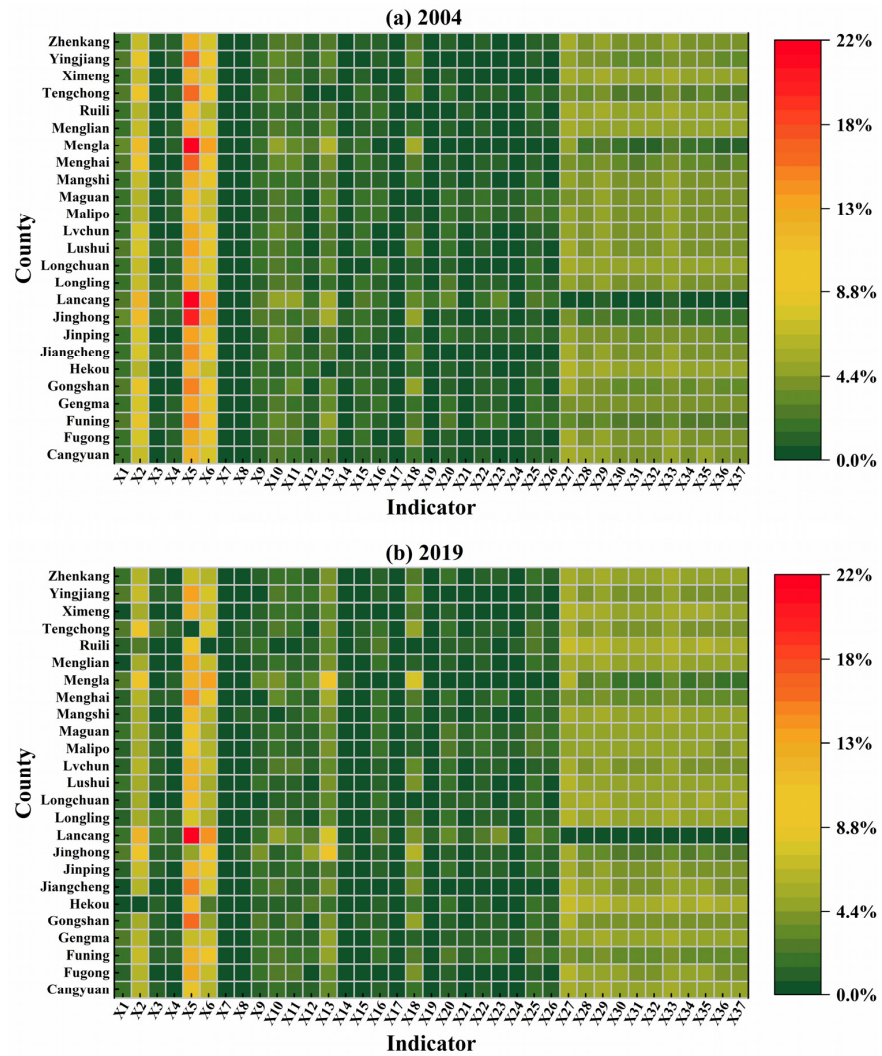 (a) 2004
Zhenkang
Yingjiang
Ximeng
Tengchong
Ruili
Menglian
Mengla
Menghai
Mangshi
Maguan
Malipo
Lvchun
Lushui
Longchuan
Longling
Lancang
Jinghong
Jinping
Jiangcheng
Hekou
Gongshan
Gengma
Funing
Fugong
Cangyuan
County
X1 X2 X3 X4 X5 X6 X7 X8 X9 X10 X11 X12 X13 X14 X15 X16 X17 X18 X19 X20 X21 X22 X23 X24 X25 X26 X27 X28 X29 X30 X31 X32 X33 X34 X35 X36 X37
Indicator
22%
18%
13%
8.8%
4.4%
0.0%
(b) 2019
Zhenkang
Yingjiang
Ximeng
Tengchong
Ruili
Menglian
Mengla
Menghai
Mangshi
Maguan
Malipo
Lvchun
Lushui
Longchuan
Longling
Lancang
Jinghong
Jinping
Jiangcheng
Hekou
Gongshan
Gengma
Funing
Fugong
Cangyuan
County
X1 X2 X3 X4 X5 X6 X7 X8 X9 X10 X11 X12 X13 X14 X15 X16 X17 X18 X19 X20 X21 X22 X23 X24 X25 X26 X27 X28 X29 X30 X31 X32 X33 X34 X35 X36 X37
Indicator
22%
18%
13%
8.8%
4.4%
0.0%